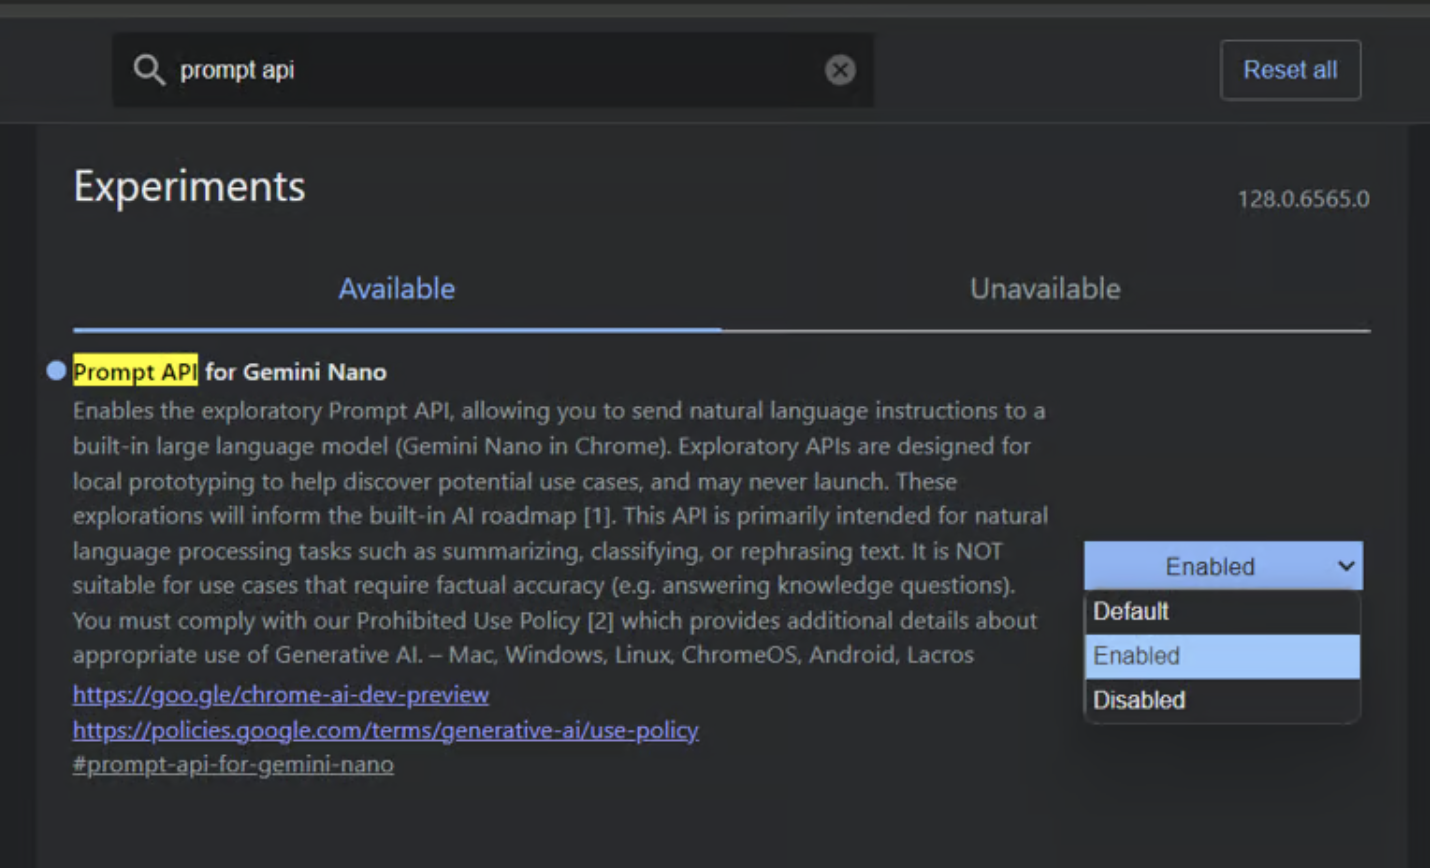 prompt api
Reset all
Experiments
128.0.6565.0
Available
Unavailable
Prompt API for Gemini Nano
Enables the exploratory Prompt API, allowing you to send natural language instructions to a
built-in large language model (Gemini Nano in Chrome). Exploratory APIs are designed for
local prototyping to help discover potential use cases, and may never launch. These
explorations will inform the built-in AI roadmap [1]. This API is primarily intended for natural
language processing tasks such as summarizing, classifying, or rephrasing text. It is NOT
suitable for use cases that require factual accuracy (e.g. answering knowledge questions).
You must comply with our Prohibited Use Policy [2] which provides additional details about
appropriate use of Generative AI. – Mac, Windows, Linux, ChromeOS, Android, Lacros
https://goo.gle/chrome-ai-dev-preview
https://policies.google.com/terms/generative-ai/use-policy
#prompt-api-for-gemini-nano
Enabled
Default
Enabled
Disabled